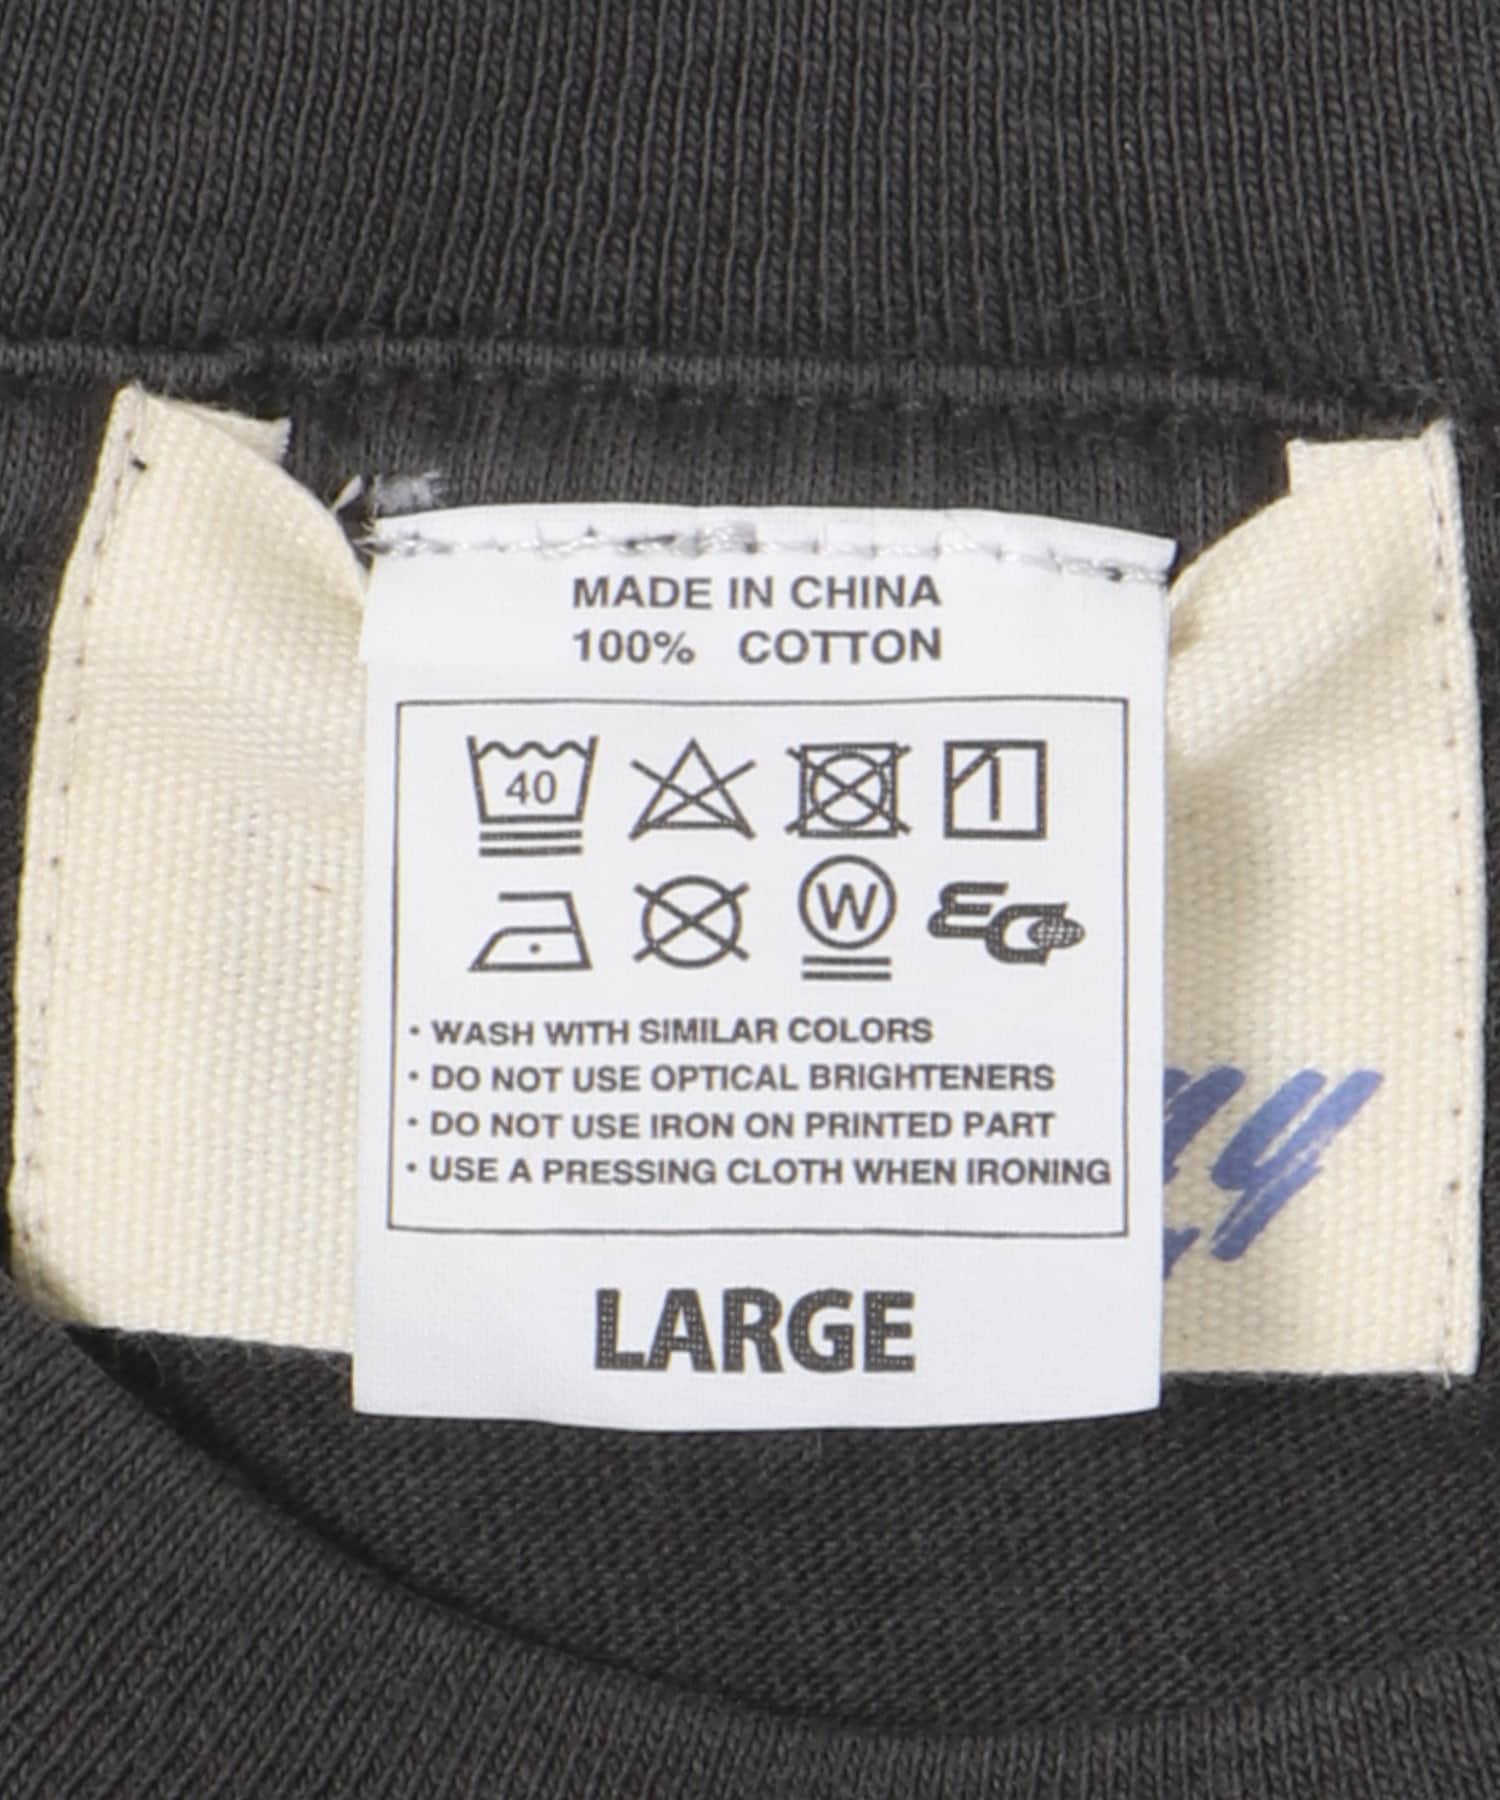 MADE IN CHINA
100% COTTON
40
W
• WASH WITH SIMILAR COLORS
• DO NOT USE OPTICAL BRIGHTENERS
• DO NOT USE IRON ON PRINTED PART
• USE A PRESSING CLOTH WHEN IRONING
LARGE